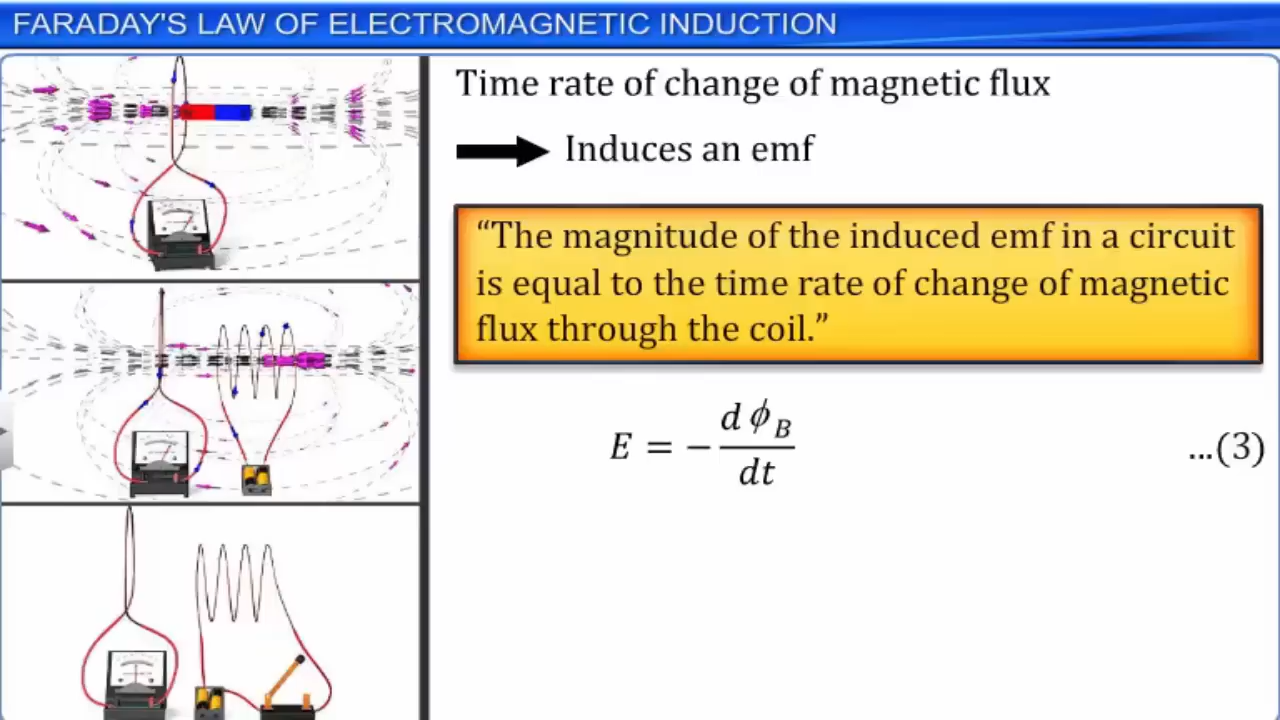 FARADAY'S LAW OF ELECTROMAGNETIC INDUCTION
Time rate of change of magnetic flux
Induces an emf
“The magnitude of the induced emf in a circuit
is equal to the time rate of change of magnetic
flux through the coil.”
E = − d ϕ_B / dt ...(3)